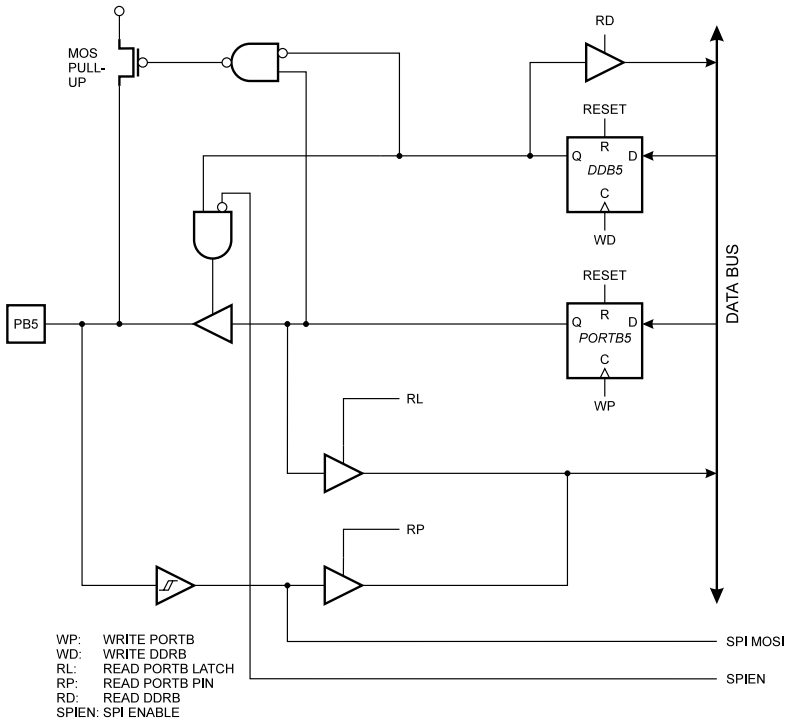 RD
MOS
PULL-
UP
RESET
R
Q
D
DDB5
C
WD
DATA BUS
RESET
R
Q
D
PORTB5
C
WP
PB5
RL
RP
SPI MOSI
SPIEN
WP: WRITE PORTB
WD: WRITE DDRB
RL: READ PORTB LATCH
RP: READ PORTB PIN
RD: READ DDRB
SPIEN: SPI ENABLE